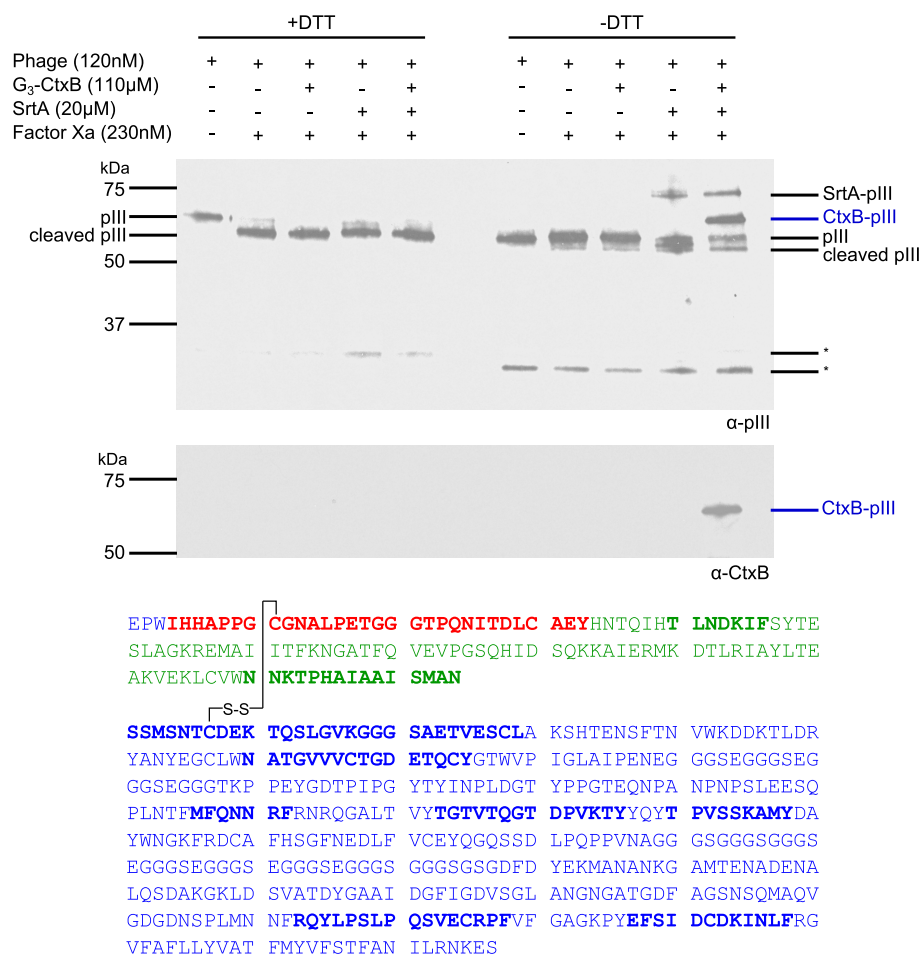 +DTT -DTT
Phage (120nM) + + + + + + + + + +
G3-CtxB (110µM) - - + - + - - + - +
SrtA (20µM) - - - + + - - - + +
Factor Xa (230nM) - + + + + - + + + +
kDa
75 SrtA-pIII
pIII CtxB-pIII
cleaved pIII pIII
50 cleaved pIII
37
*
*
α-pIII
kDa
75
CtxB-pIII
50
α-CtxB
EPWIHHAPPG CGNALPETGG GTPQNITDLC AEYHNTQIHT LNDKIFSYTE
SLAGKREMAI ITFKNGATFQ VEVPGSQHID SQKKAIERMK DTLRIAYLTE
AKVEKLCVWN NKTPHAIAAI SMAN
S-S
SSMSNTCDEK TQSLGVKGGG SAETVESCLA KSHTENSFTN VWKDDKTLDR
YANYEGCLWN ATGVVVCTGD ETQCYGTWVP IGLAIPENEG GGSEGGGSEG
GGSEGGGTKP PEYGDTPIPG YTYINPLDGT YPPGTEQNPA NPNPSLEESQ
PLNTFMFQNN RFRNRQGALT VYTGTVTQGT DPVKTYYQYT PVSSKAMYDA
YWNGKFRDCA FHSGFNEDLF VCEYQGQSSD LPQPPVNAGG GSGGGSGGGS
EGGGSEGGGS EGGGSEGGGS GGGSGSGDFD YEKMANANKG AMTENADENA
LQSDAKGKLD SVATDYGAAI DGFIGDVSGL ANGNGATGDF AGSNSQMAQV
GDGDNSPLMN NFRQYLPSLP QSVECRPFVF GAGKPYEFSI DCDKINLFRG
VFAFLLYVAT FMYVFSTFAN ILRNKES